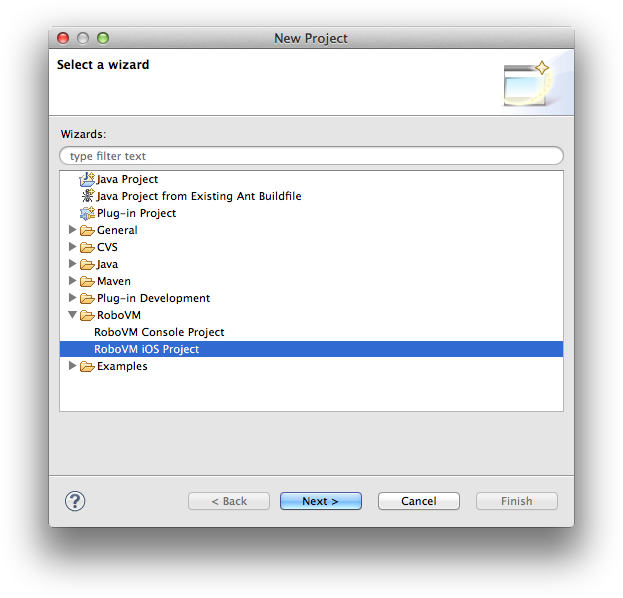 New Project
Select a wizard
Wizards:
type filter text
Java Project
Java Project from Existing Ant Buildfile
Plug-in Project
General
CVS
Java
Maven
Plug-in Development
RoboVM
RoboVM Console Project
RoboVM iOS Project
Examples
?
< Back
Next >
Cancel
Finish